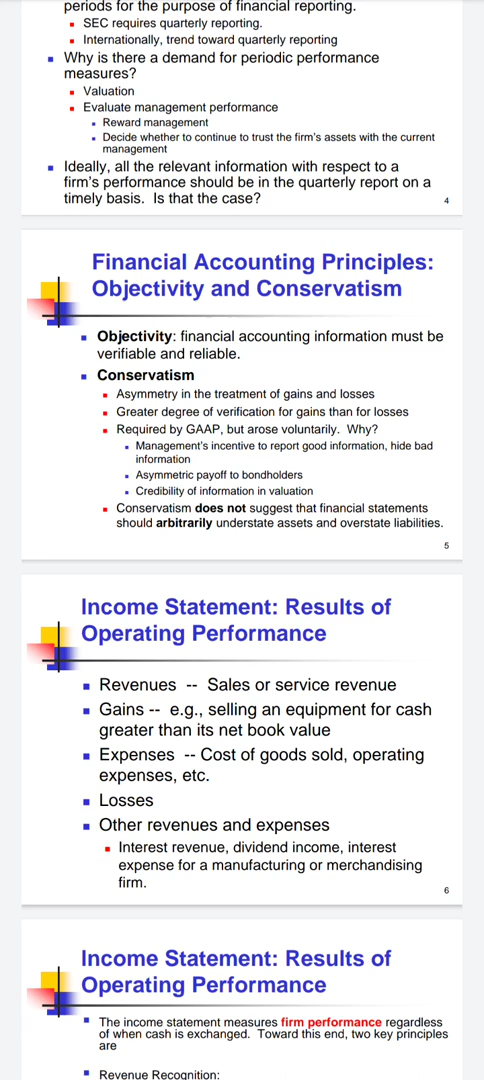 periods for the purpose of financial reporting.
SEC requires quarterly reporting.
Internationally, trend toward quarterly reporting
Why is there a demand for periodic performance
measures?
Valuation
Evaluate management performance
Reward management
Decide whether to continue to trust the firm's assets with the current
management
Ideally, all the relevant information with respect to a
firm's performance should be in the quarterly report on a
timely basis.  Is that the case?
4
Financial Accounting Principles:
Objectivity and Conservatism
Objectivity: financial accounting information must be
verifiable and reliable.
Conservatism
Asymmetry in the treatment of gains and losses
Greater degree of verification for gains than for losses
Required by GAAP, but arose voluntarily.  Why?
Management's incentive to report good information, hide bad
information
Asymmetric payoff to bondholders
Credibility of information in valuation
Conservatism does not suggest that financial statements
should arbitrarily understate assets and overstate liabilities.
5
Income Statement: Results of
Operating Performance
Revenues  --  Sales or service revenue
Gains --  e.g., selling an equipment for cash
greater than its net book value
Expenses  -- Cost of goods sold, operating
expenses, etc.
Losses
Other revenues and expenses
Interest revenue, dividend income, interest
expense for a manufacturing or merchandising
firm.
6
Income Statement: Results of
Operating Performance
The income statement measures firm performance regardless
of when cash is exchanged.  Toward this end, two key principles
are
Revenue Recognition: